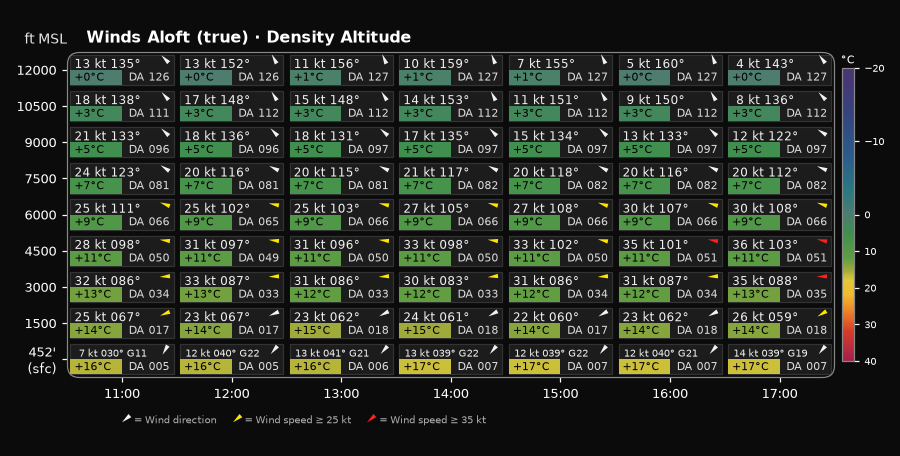 ft MSL Winds Aloft (true) · Density Altitude
°C
12000 13 kt 135° 13 kt 152° 11 kt 156° 10 kt 159° 7 kt 155° 5 kt 160° 4 kt 143° −20
+0°C DA 126 +0°C DA 126 +1°C DA 127 +1°C DA 127 +1°C DA 127 +0°C DA 127 +0°C DA 127
10500 18 kt 138° 17 kt 148° 15 kt 148° 14 kt 153° 11 kt 151° 9 kt 150° 8 kt 136°
+3°C DA 111 +3°C DA 112 +3°C DA 112 +3°C DA 112 +3°C DA 112 +3°C DA 112 +3°C DA 112
9000 21 kt 133° 18 kt 136° 18 kt 131° 17 kt 135° 15 kt 134° 13 kt 133° 12 kt 122° −10
+5°C DA 096 +5°C DA 096 +5°C DA 097 +5°C DA 097 +5°C DA 097 +5°C DA 097 +5°C DA 097
7500 24 kt 123° 20 kt 116° 20 kt 115° 21 kt 117° 20 kt 118° 20 kt 116° 20 kt 112°
+7°C DA 081 +7°C DA 081 +7°C DA 081 +7°C DA 082 +7°C DA 082 +7°C DA 082 +7°C DA 082
6000 25 kt 111° 25 kt 102° 25 kt 103° 27 kt 105° 27 kt 108° 30 kt 107° 30 kt 108° 0
+9°C DA 066 +9°C DA 065 +9°C DA 066 +9°C DA 066 +9°C DA 066 +9°C DA 066 +9°C DA 066
4500 28 kt 098° 31 kt 097° 31 kt 096° 33 kt 098° 33 kt 102° 35 kt 101° 36 kt 103° 10
+11°C DA 050 +11°C DA 049 +11°C DA 050 +11°C DA 050 +11°C DA 050 +11°C DA 051 +11°C DA 051
3000 32 kt 086° 33 kt 087° 31 kt 086° 30 kt 083° 31 kt 086° 31 kt 087° 35 kt 088° 20
+13°C DA 034 +13°C DA 033 +12°C DA 033 +12°C DA 033 +12°C DA 033 +12°C DA 034 +13°C DA 035
1500 25 kt 067° 23 kt 067° 23 kt 062° 24 kt 061° 22 kt 060° 23 kt 062° 26 kt 059° 30
+14°C DA 017 +14°C DA 017 +15°C DA 018 +15°C DA 018 +14°C DA 017 +14°C DA 018 +14°C DA 018
452' 7 kt 030° G11 12 kt 040° G22 13 kt 041° G21 13 kt 039° G22 12 kt 039° G22 12 kt 040° G21 14 kt 039° G19 40
(sfc) +16°C DA 005 +16°C DA 005 +16°C DA 006 +17°C DA 007 +17°C DA 007 +17°C DA 007 +17°C DA 007
11:00 12:00 13:00 14:00 15:00 16:00 17:00
= Wind direction = Wind speed ≥ 25 kt = Wind speed ≥ 35 kt